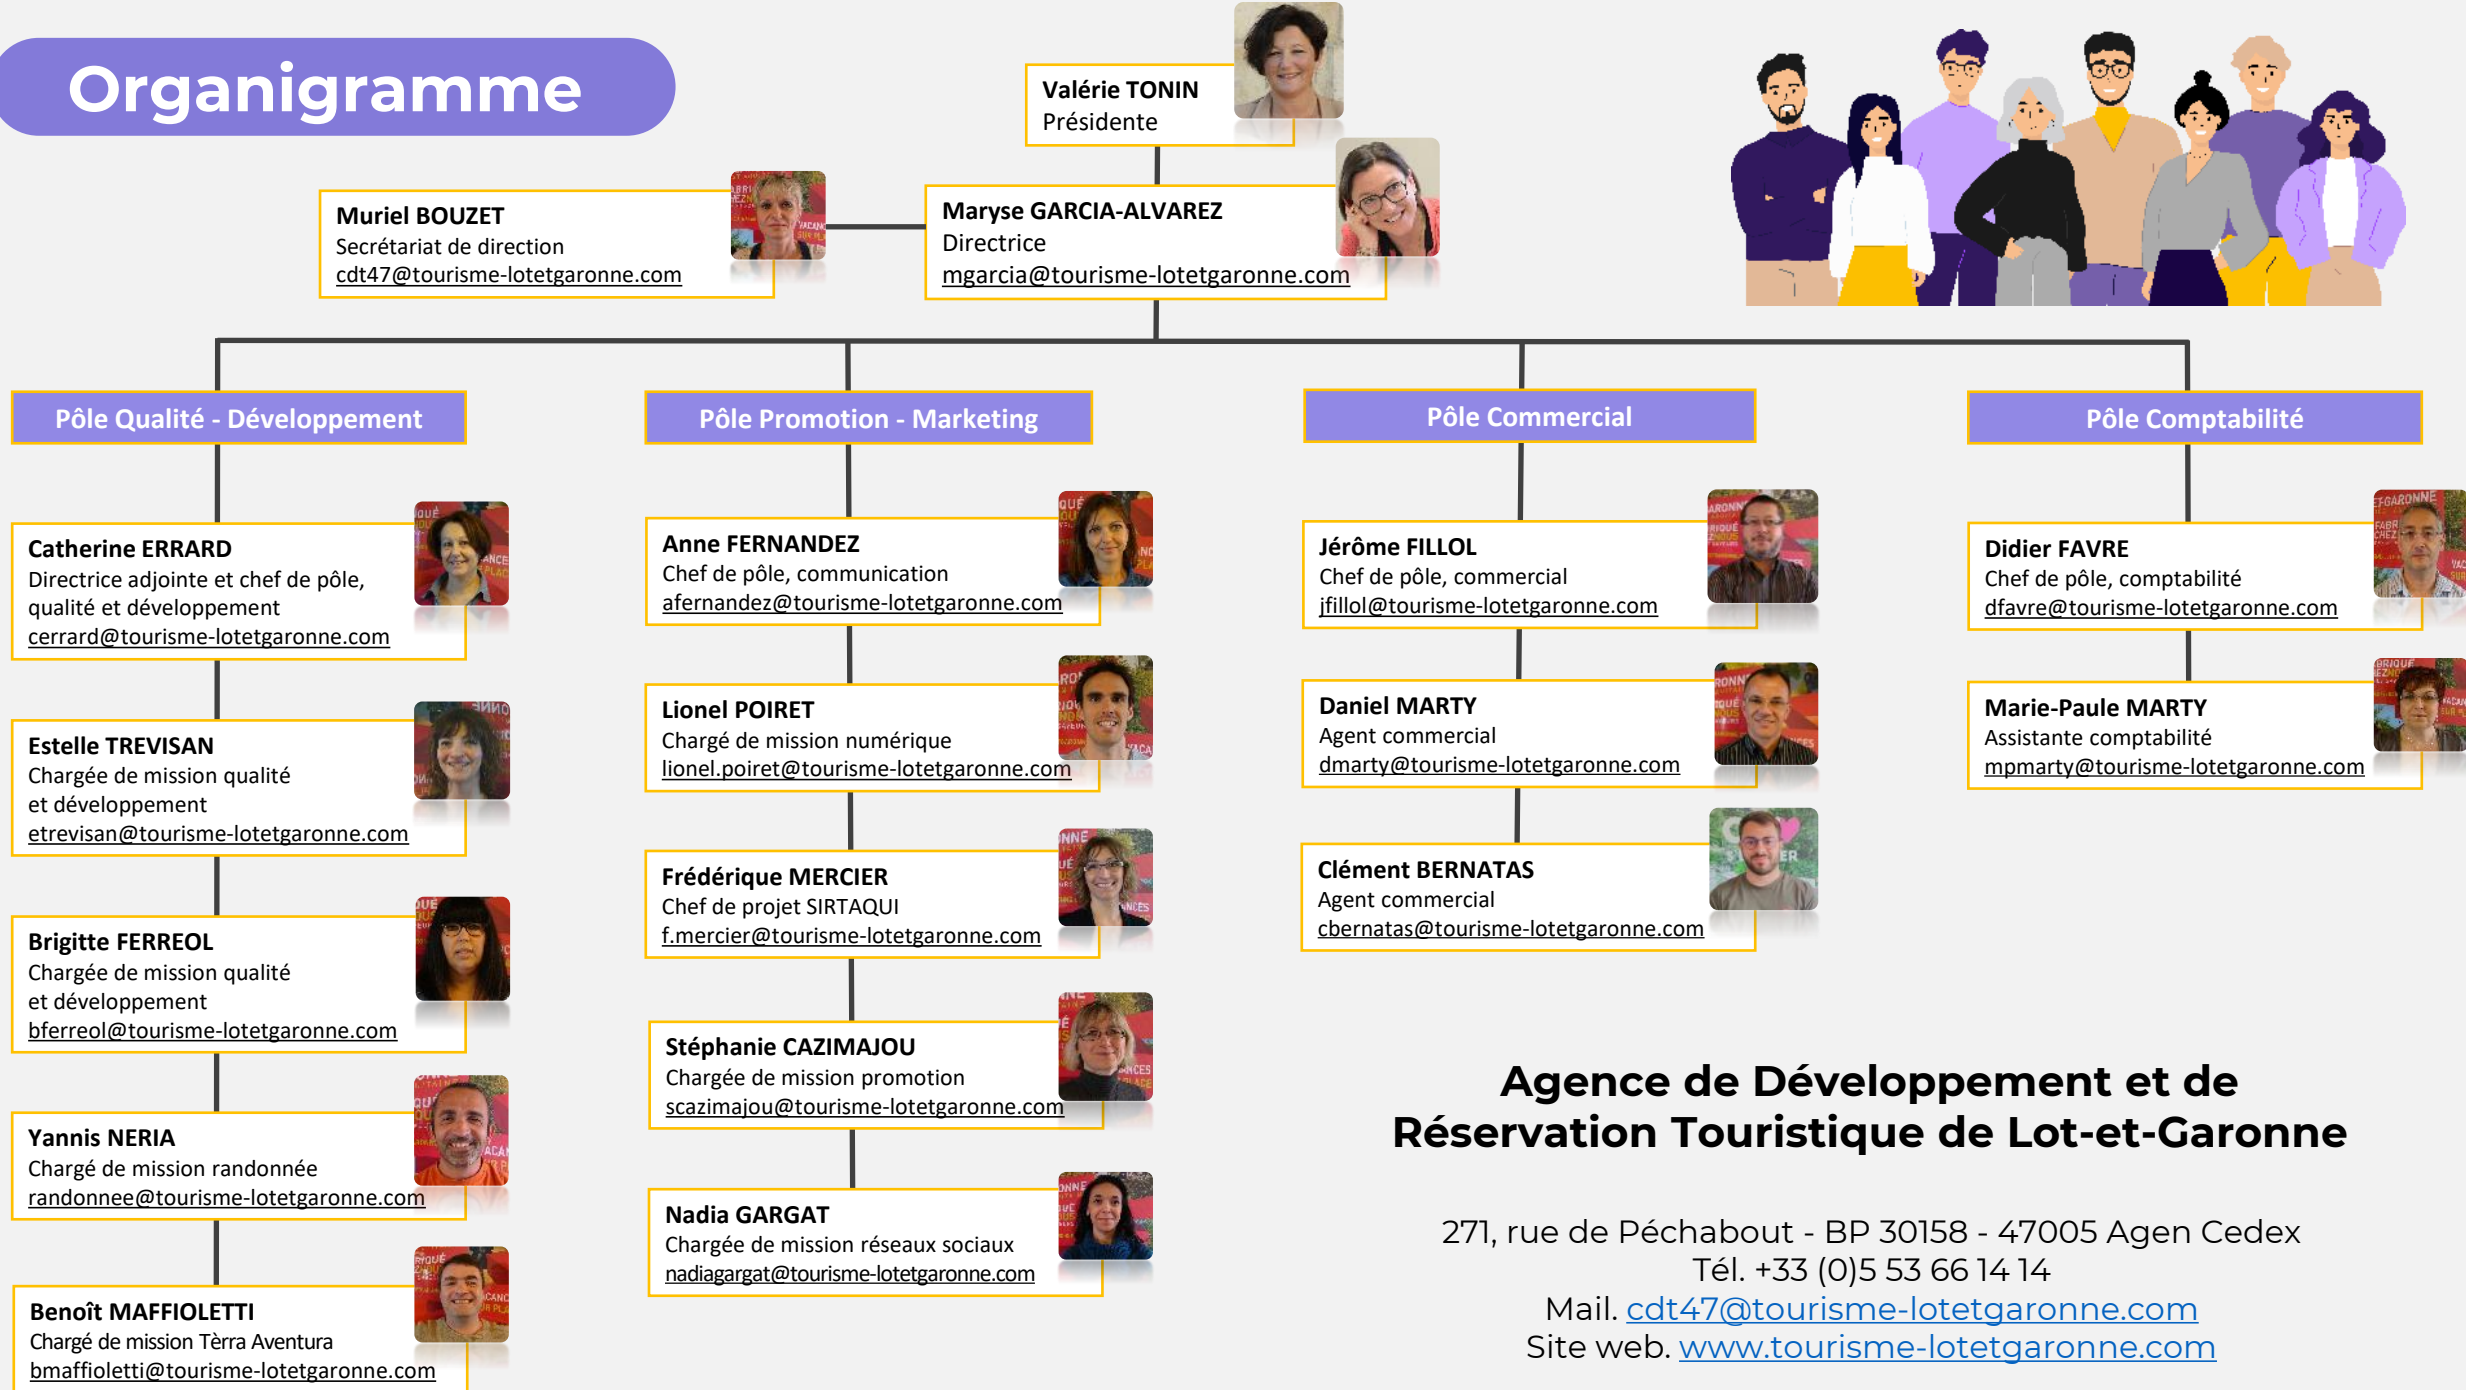 Organigramme
Valérie TONIN
Présidente
Muriel BOUZET
Secrétariat de direction
cdt47@tourisme-lotetgaronne.com
Maryse GARCIA-ALVAREZ
Directrice
mgarcia@tourisme-lotetgaronne.com
Pôle Qualité - Développement
Catherine ERRARD
Directrice adjointe et chef de pôle,
qualité et développement
cerrard@tourisme-lotetgaronne.com
Estelle TREVISAN
Chargée de mission qualité
et développement
etrevisan@tourisme-lotetgaronne.com
Brigitte FERREOL
Chargée de mission qualité
et développement
bferreol@tourisme-lotetgaronne.com
Yannis NERIA
Chargé de mission randonnée
randonnee@tourisme-lotetgaronne.com
Benoît MAFFIOLETTI
Chargé de mission Tèrra Aventura
bmaffioletti@tourisme-lotetgaronne.com
Pôle Promotion - Marketing
Anne FERNANDEZ
Chef de pôle, communication
afernandez@tourisme-lotetgaronne.com
Lionel POIRET
Chargé de mission numérique
lionel.poiret@tourisme-lotetgaronne.com
Frédérique MERCIER
Chef de projet SIRTAQUI
f.mercier@tourisme-lotetgaronne.com
Stéphanie CAZIMAJOU
Chargée de mission promotion
scazimajou@tourisme-lotetgaronne.com
Nadia GARGAT
Chargée de mission réseaux sociaux
nadiagargat@tourisme-lotetgaronne.com
Pôle Commercial
Jérôme FILLOL
Chef de pôle, commercial
jfillol@tourisme-lotetgaronne.com
Daniel MARTY
Agent commercial
dmarty@tourisme-lotetgaronne.com
Clément BERNATAS
Agent commercial
cbernatas@tourisme-lotetgaronne.com
Pôle Comptabilité
Didier FAVRE
Chef de pôle, comptabilité
dfavre@tourisme-lotetgaronne.com
Marie-Paule MARTY
Assistante comptabilité
mpmarty@tourisme-lotetgaronne.com
Agence de Développement et de
Réservation Touristique de Lot-et-Garonne
271, rue de Péchabout - BP 30158 - 47005 Agen Cedex
Tél. +33 (0)5 53 66 14 14
Mail. cdt47@tourisme-lotetgaronne.com
Site web. www.tourisme-lotetgaronne.com